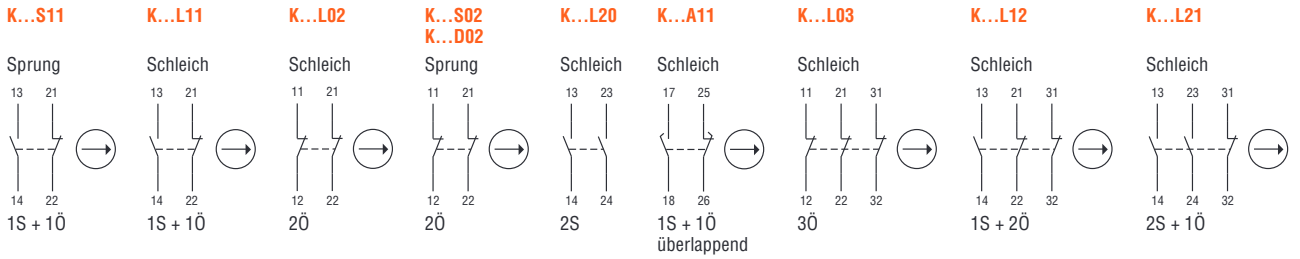 K...S11 K...L11 K...L02 K...S02 K...L20 K...A11 K...L03 K...L12 K...L21
K...D02
Sprung Schleich Schleich Sprung Schleich Schleich Schleich Schleich Schleich
13 21 13 21 11 21 11 21 13 23 17 25 11 21 31 13 21 31 13 23 31
14 22 14 22 12 22 12 22 14 24 18 26 12 22 32 14 22 32 14 24 32
1S + 1Ö 1S + 1Ö 2Ö 2Ö 2S 1S + 1Ö 3Ö 1S + 2Ö 2S + 1Ö
überlappend